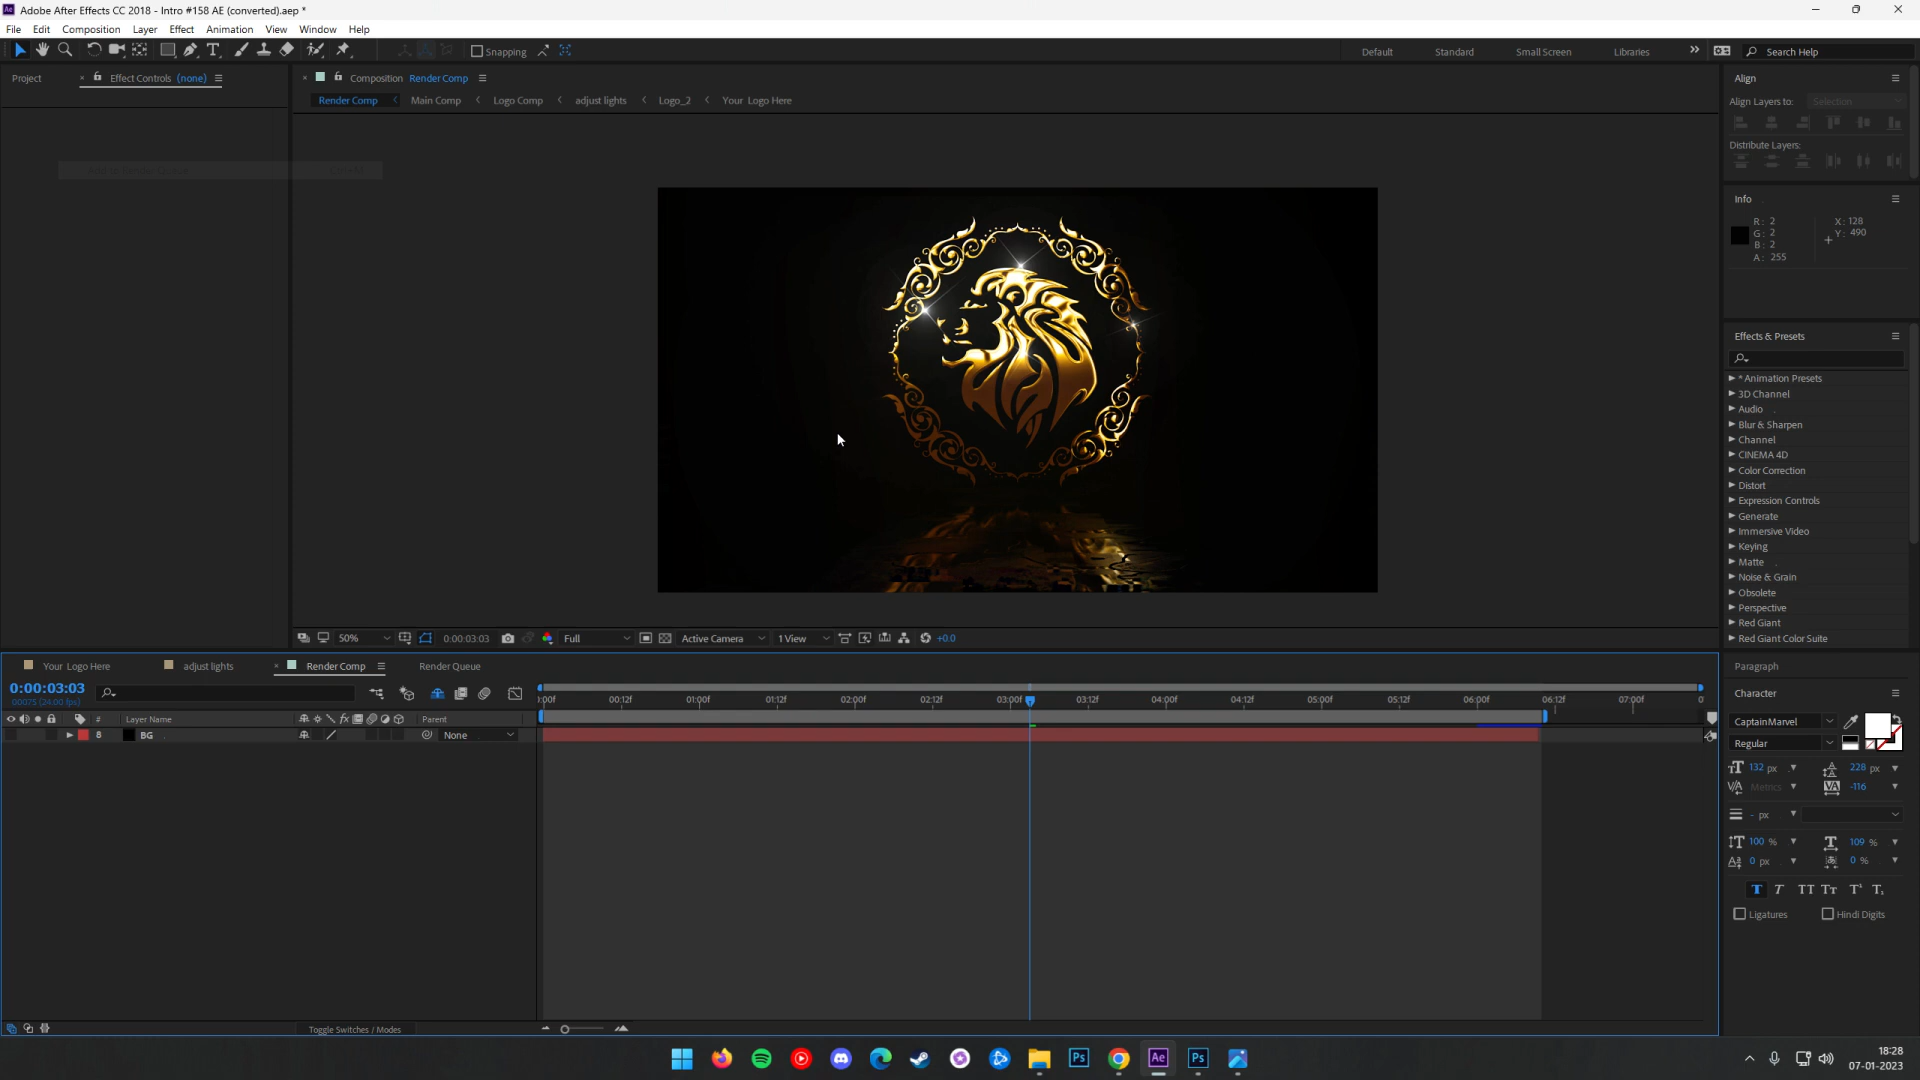 Adobe After Effects CC 2018 - Intro #158 AE (converted).aep *
File Edit Composition Layer Effect Animation View Window Help
Snapping
Default Standard Small Screen Libraries Search Help
Project Effect Controls (none) Composition Render Comp Align
Render Comp Main Comp Logo Comp adjust lights Logo_2 Your Logo Here
Align Layers to: Selection
Distribute Layers:
Info
R: 2 X: 128
G: 2 Y: 490
B: 2
A: 255
Effects & Presets
* Animation Presets
3D Channel
Audio
Blur & Sharpen
Channel
CINEMA 4D
Color Correction
Distort
Expression Controls
Generate
Immersive Video
Keying
Matte
Noise & Grain
Obsolete
Perspective
Red Giant
Red Giant Color Suite
50% 0:00:03:03 Full Active Camera 1 View +0.0
Your Logo Here adjust lights Render Comp Render Queue
0:00:03:03
00075 (24.00 fps)
:00f 00:12f 01:00f 01:12f 02:00f 02:12f 03:00f 03:12f 04:00f 04:12f 05:00f 05:12f 06:00f 06:12f 07:00f 0
# Layer Name fx Parent
8 BG None
Toggle Switches / Modes
Paragraph
Character
CaptainMarvel
Regular
132 px 228 px
Metrics -116
- px
100 % 109 %
0 px 0 %
T T TT Tt T¹ T₁
Ligatures Hindi Digits
Ps Ae Ps
18:28
07-01-2023